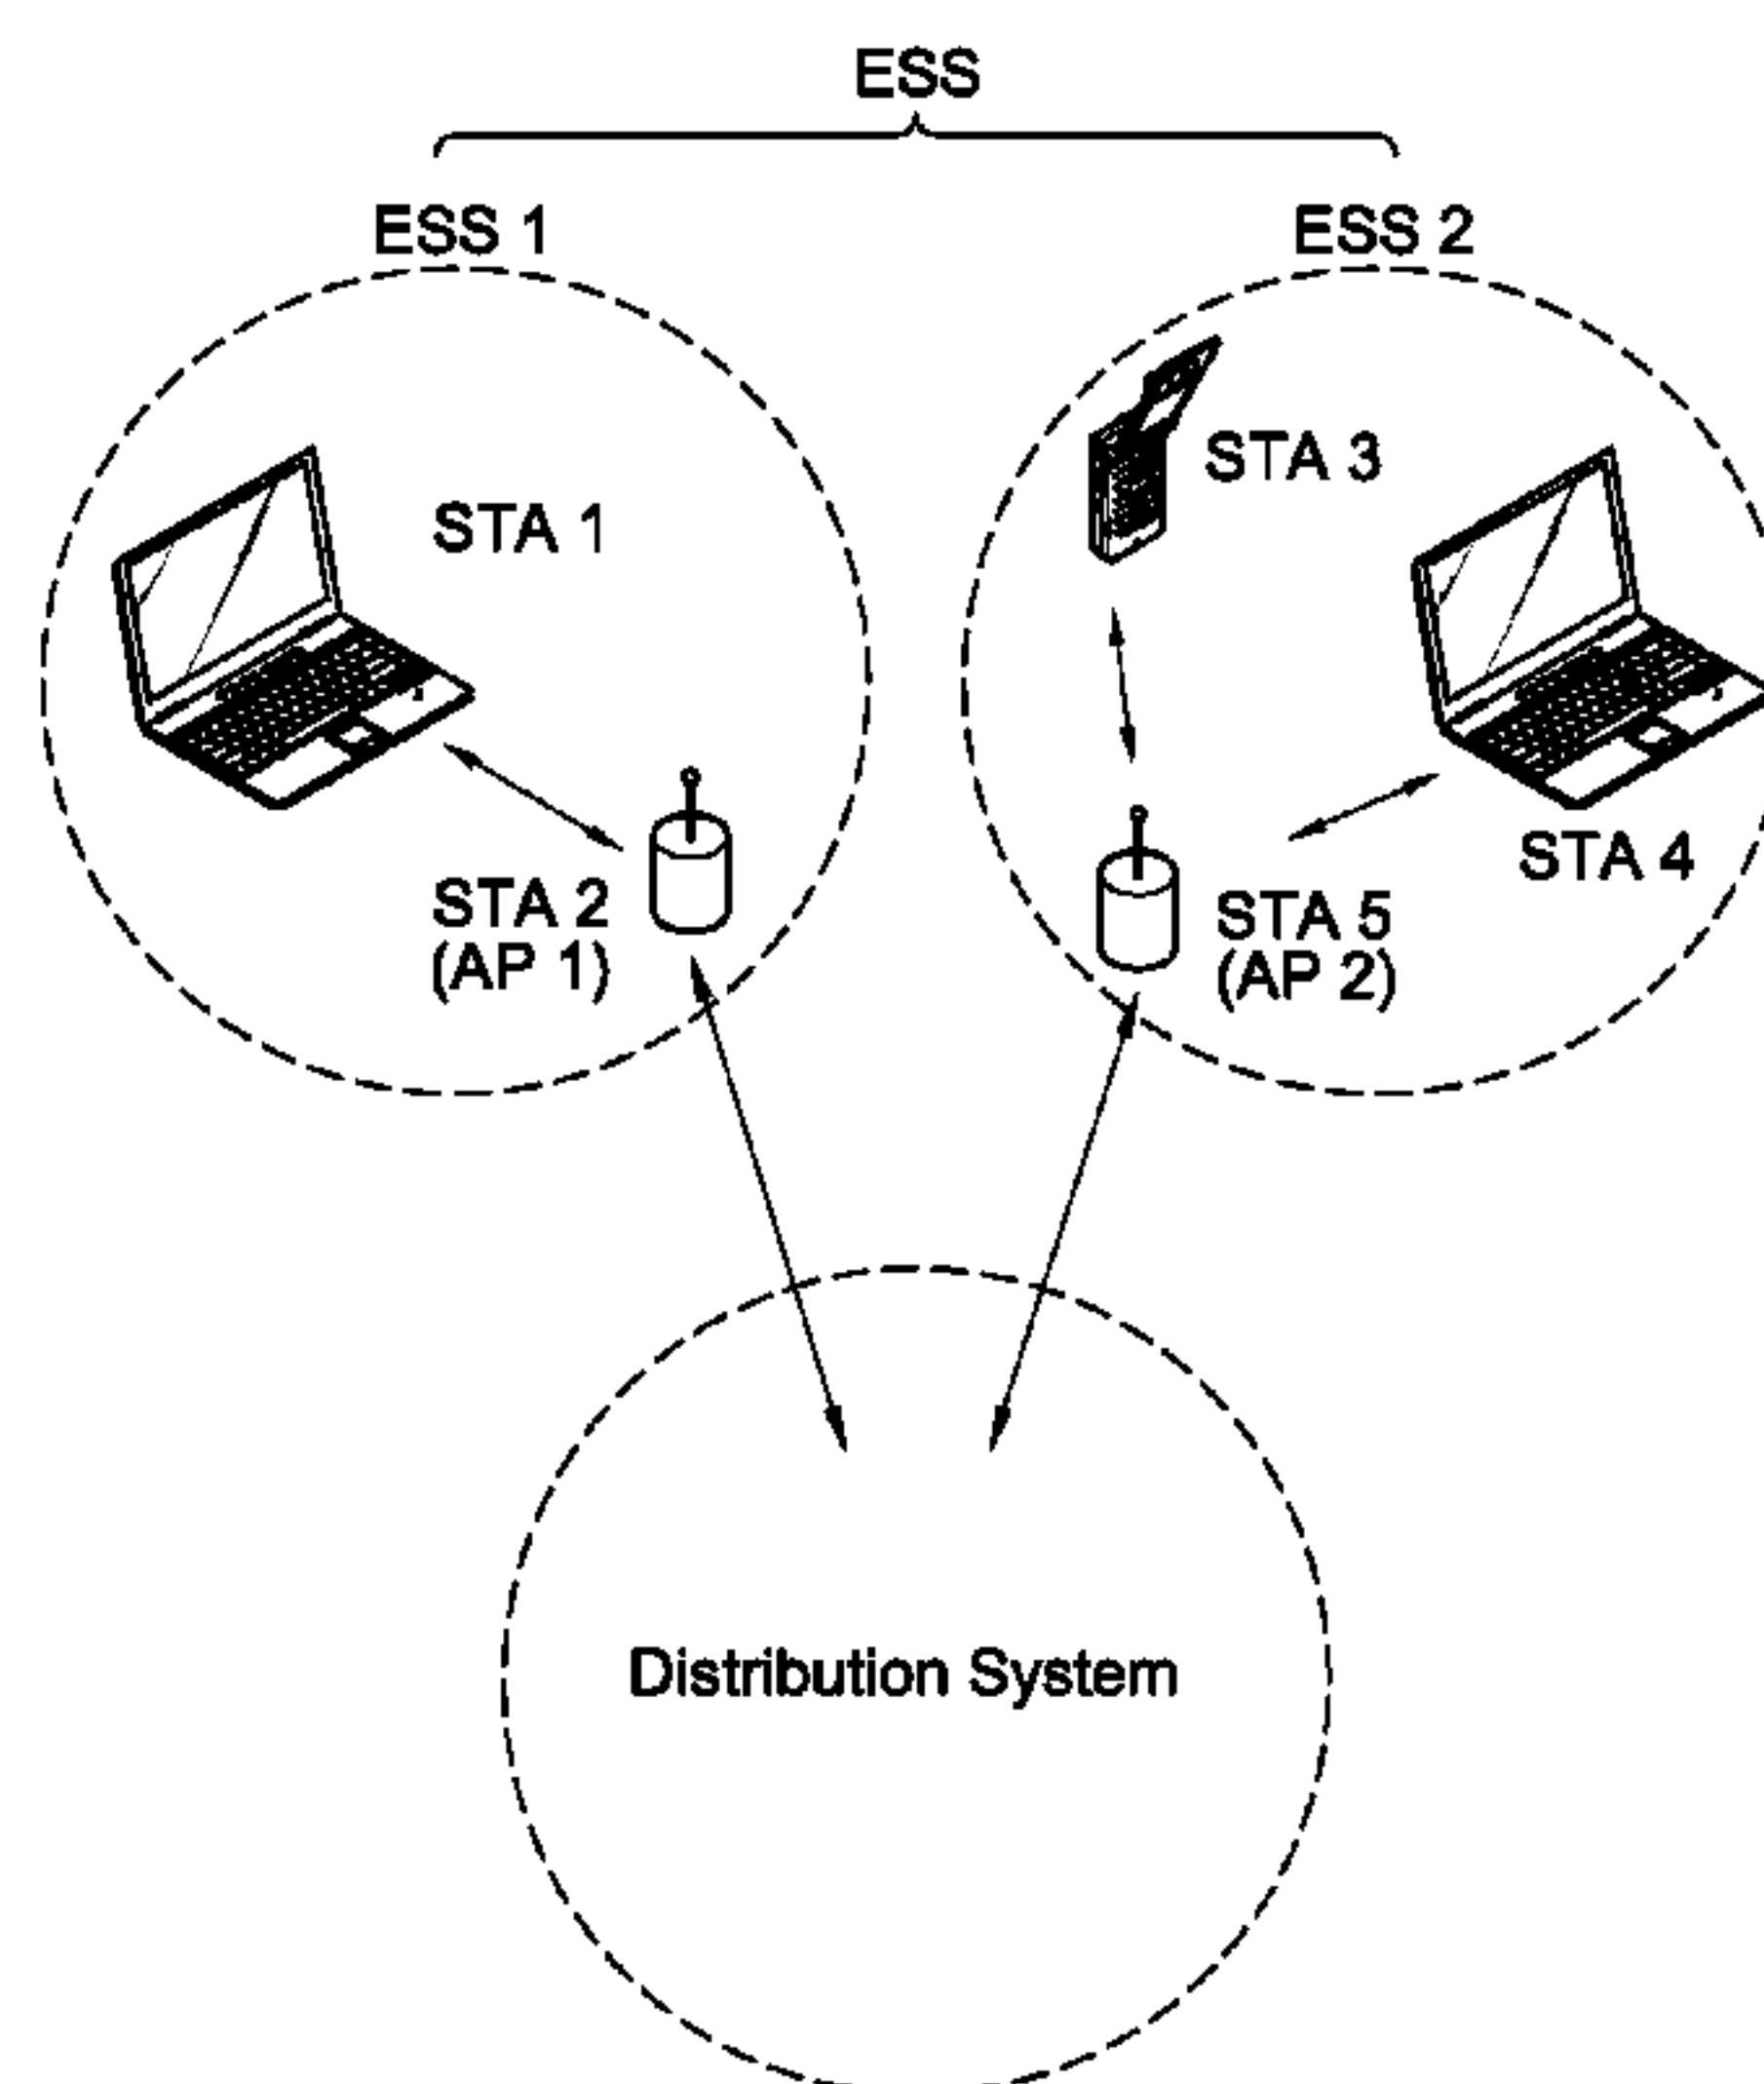 ESS
ESS 1
ESS 2
STA 1
STA 3
STA 4
STA 2
(AP 1)
STA 5
(AP 2)
Distribution System